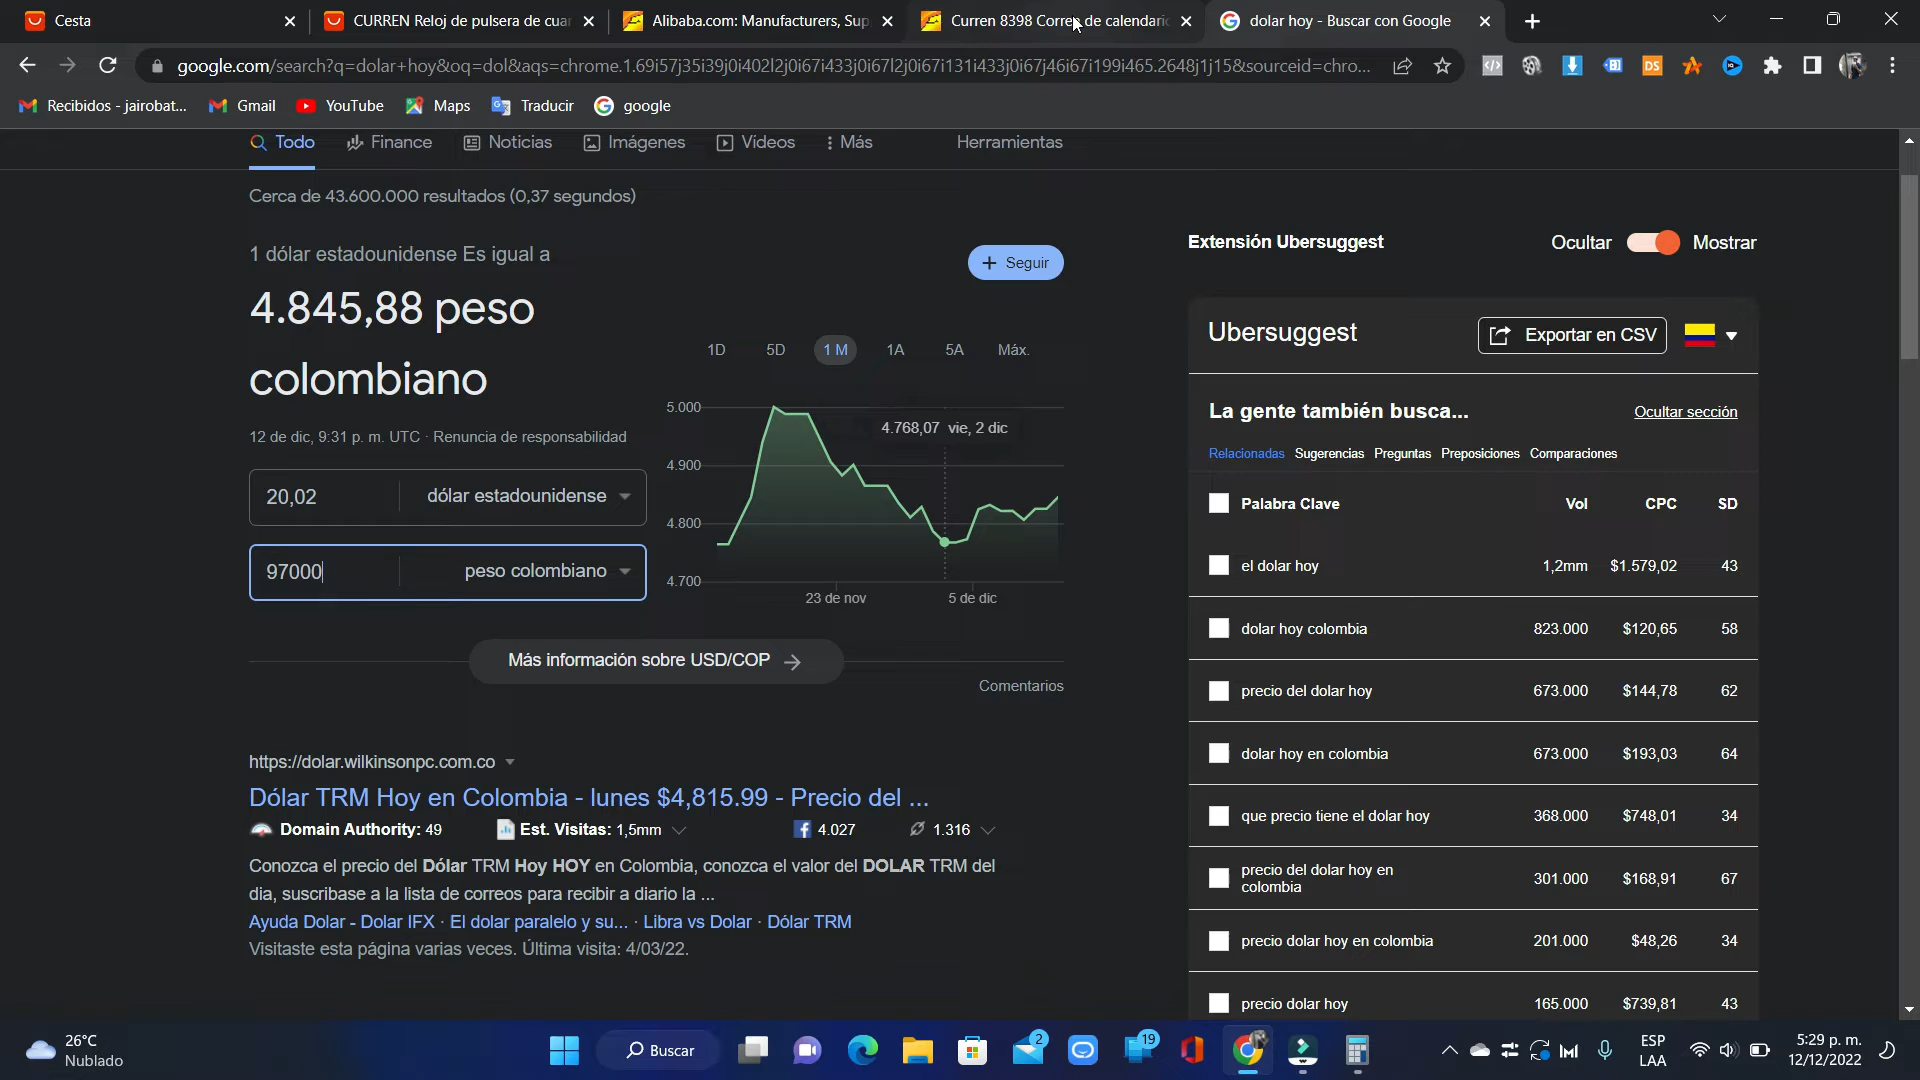 Cesta
CURREN Reloj de pulsera de cuar
Alibaba.com: Manufacturers, Sup
Curren 8398 Correa de calendario
dolar hoy - Buscar con Google
google.com/search?q=dolar+hoy&oq=dol&aqs=chrome.1.69i57j35i39j0i402l2j0i67i433j0i67l2j0i67i131i433j0i67j46i67i199i465.2648j1j15&sourceid=chro...
Recibidos - jairobat...
Gmail
YouTube
Maps
Traducir
google
Todo
Finance
Noticias
Imágenes
Videos
Más
Herramientas
Cerca de 43.600.000 resultados (0,37 segundos)
1 dólar estadounidense Es igual a
4.845,88 peso
colombiano
12 de dic, 9:31 p. m. UTC · Renuncia de responsabilidad
20,02 dólar estadounidense
97000 peso colombiano
+ Seguir
1D 5D 1 M 1A 5A Máx.
5.000
4.768,07 vie, 2 dic
4.900
4.800
4.700
23 de nov 5 de dic
Más información sobre USD/COP
Comentarios
https://dolar.wilkinsonpc.com.co
Dólar TRM Hoy en Colombia - lunes $4,815.99 - Precio del ...
Domain Authority: 49 Est. Visitas: 1,5mm 4.027 1.316
Conozca el precio del Dólar TRM Hoy HOY en Colombia, conozca el valor del DOLAR TRM del
dia, suscribase a la lista de correos para recibir a diario la ...
Ayuda Dolar - Dolar IFX · El dolar paralelo y su... · Libra vs Dolar · Dólar TRM
Visitaste esta página varias veces. Última visita: 4/03/22.
Extensión Ubersuggest
Ocultar
Mostrar
Ubersuggest
Exportar en CSV
La gente también busca...
Ocultar sección
Relacionadas Sugerencias Preguntas Preposiciones Comparaciones
Palabra Clave Vol CPC SD
el dolar hoy 1,2mm $1.579,02 43
dolar hoy colombia 823.000 $120,65 58
precio del dolar hoy 673.000 $144,78 62
dolar hoy en colombia 673.000 $193,03 64
que precio tiene el dolar hoy 368.000 $748,01 34
precio del dolar hoy en
colombia 301.000 $168,91 67
precio dolar hoy en colombia 201.000 $48,26 34
precio dolar hoy 165.000 $739,81 43
26°C
Nublado
Buscar
2
19
ESP
LAA
5:29 p. m.
12/12/2022